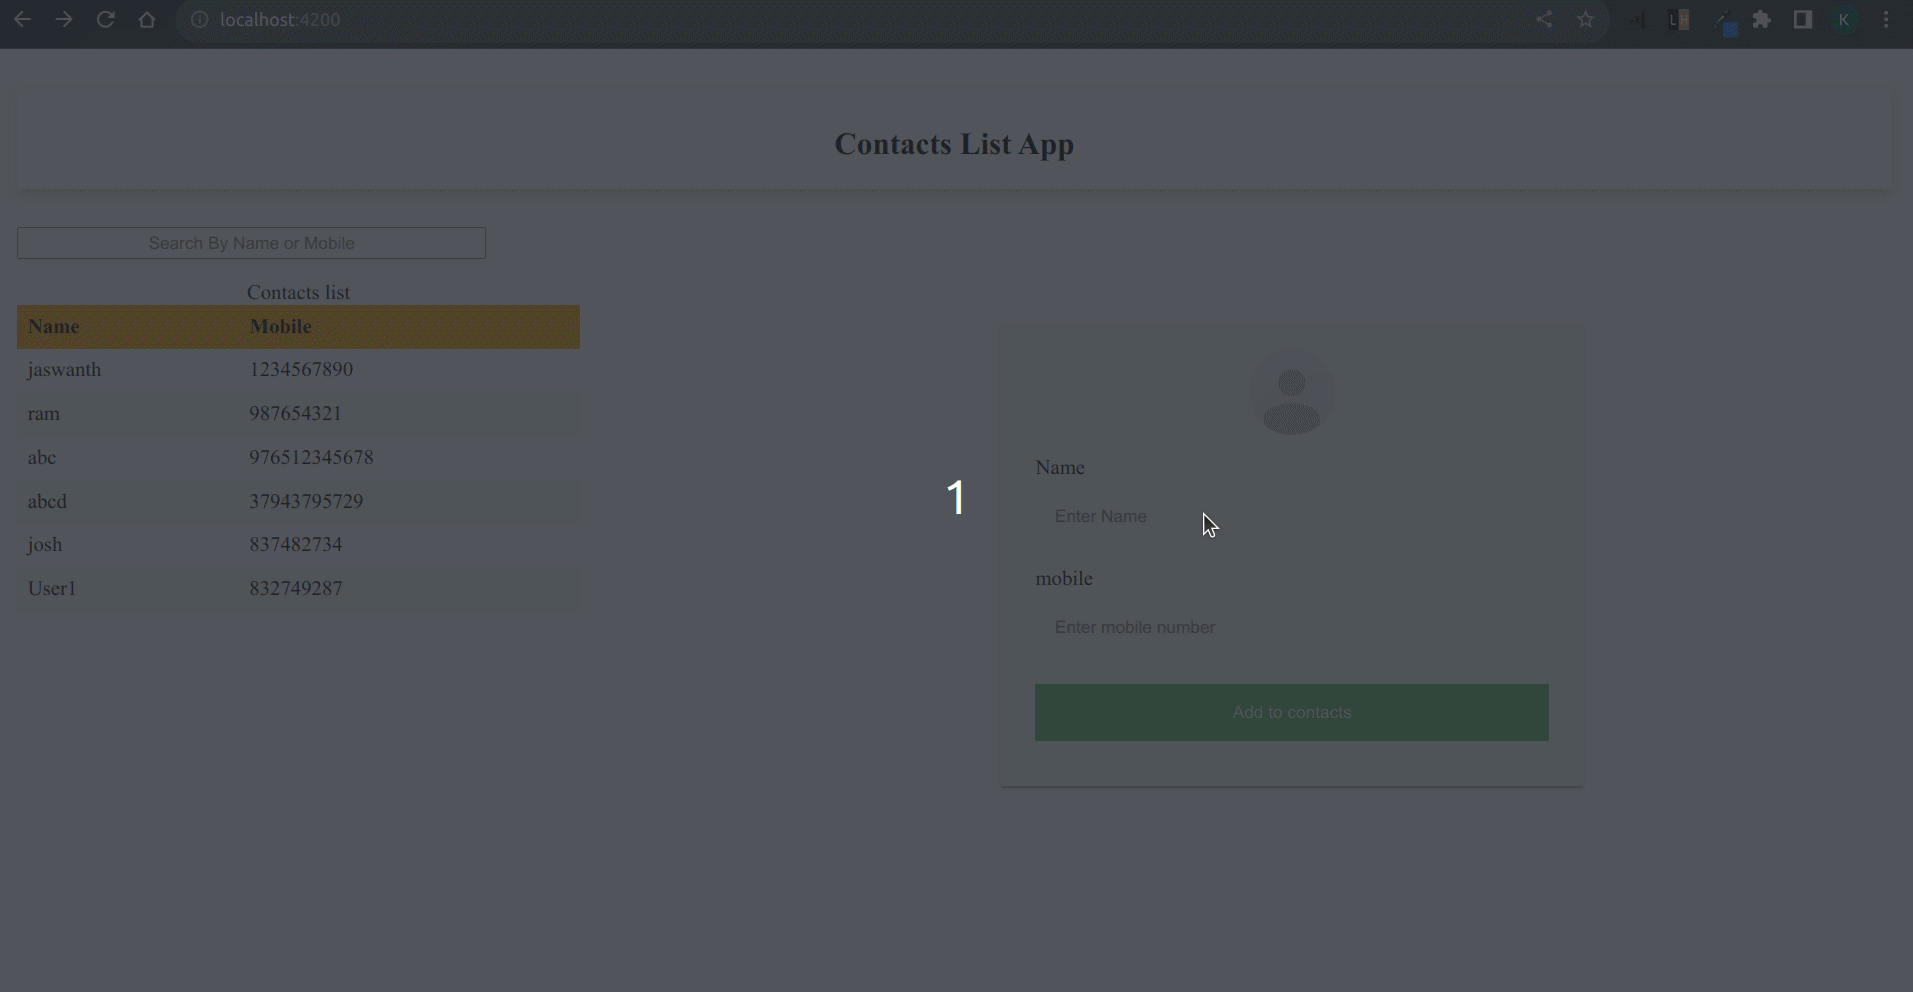 localhost:4200
L H
K
Contacts List App
Search By Name or Mobile
Contacts list
Name Mobile
jaswanth 1234567890
ram 987654321
abc 976512345678
abcd 37943795729
josh 837482734
User1 832749287
1
Name
Enter Name
mobile
Enter mobile number
Add to contacts